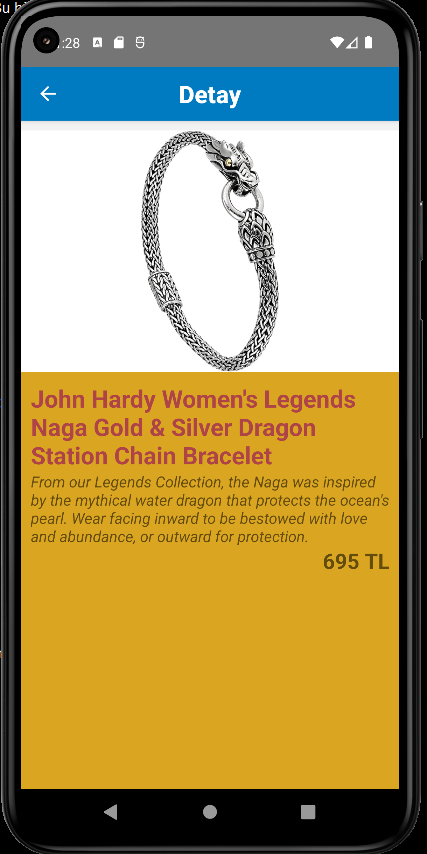 :28
Detay
John Hardy Women's Legends
Naga Gold & Silver Dragon
Station Chain Bracelet
From our Legends Collection, the Naga was inspired
by the mythical water dragon that protects the ocean's
pearl. Wear facing inward to be bestowed with love
and abundance, or outward for protection.
695 TL